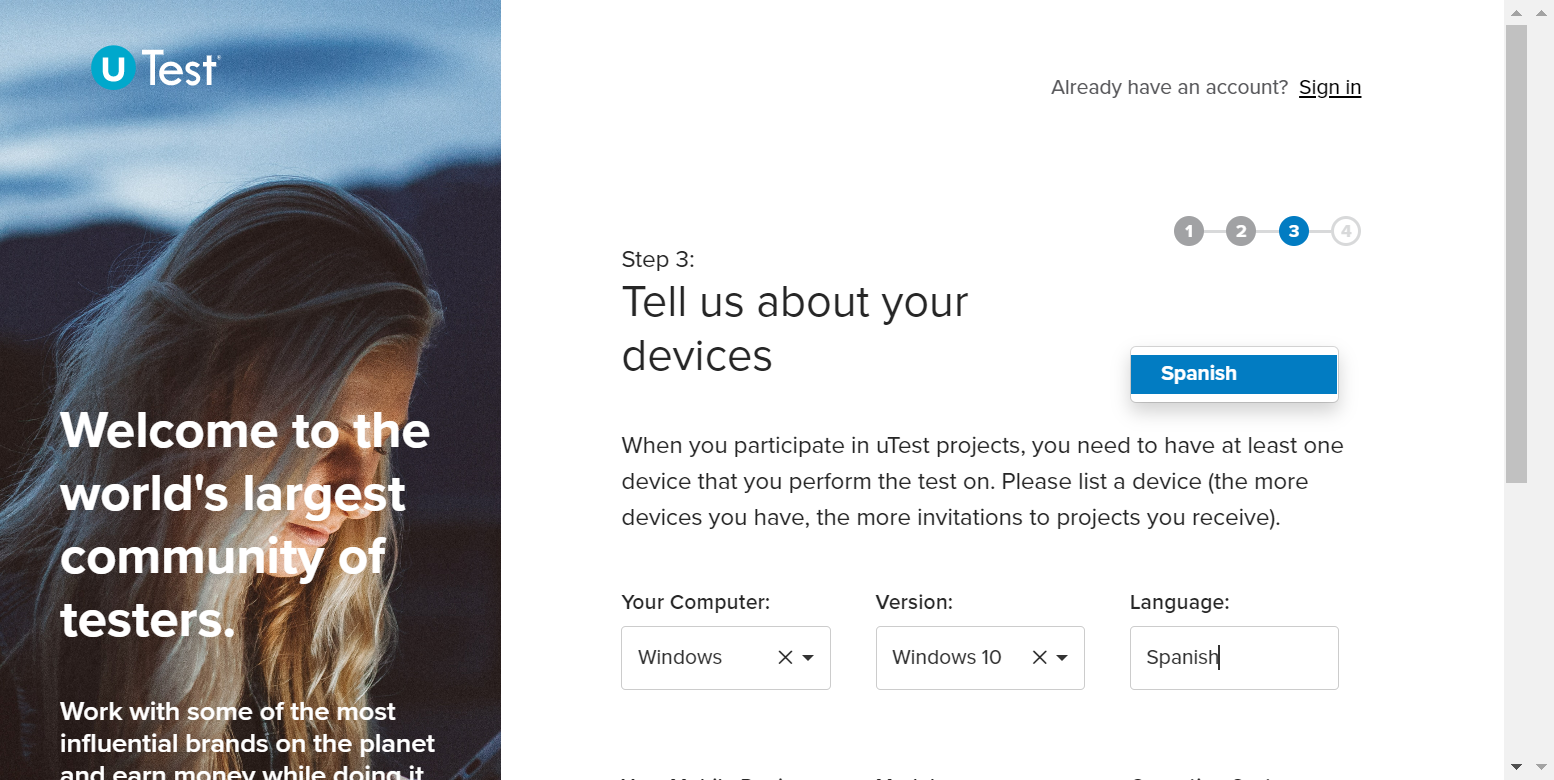 uTest
Already have an account? Sign in
1 2 3 4
Step 3:
Tell us about your
devices
Spanish
When you participate in uTest projects, you need to have at least one
device that you perform the test on. Please list a device (the more
devices you have, the more invitations to projects you receive).
Your Computer: Version: Language:
Windows Windows 10 Spanish
Welcome to the
world's largest
community of
testers.
Work with some of the most
influential brands on the planet
and earn money while doing it